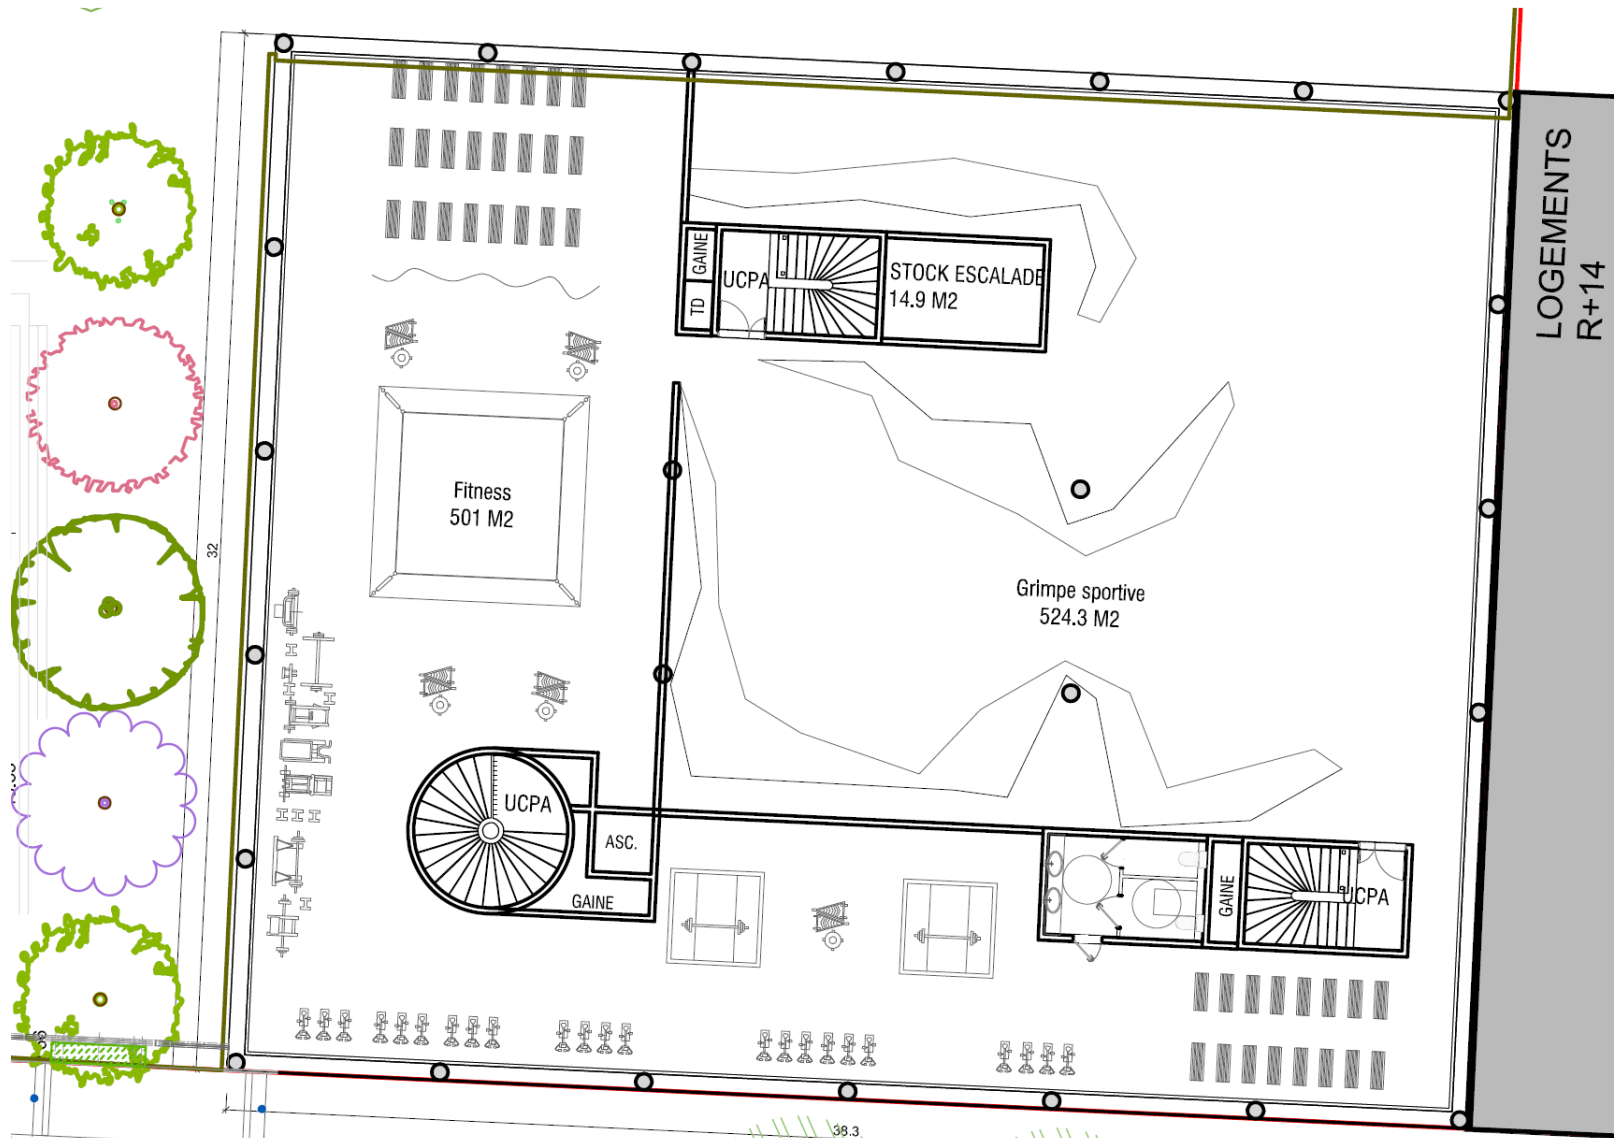 LOGEMENTS
R+14
GAINE
TD
UCPA
STOCK ESCALADE
14.9 M2
Fitness
501 M2
32
Grimpe sportive
524.3 M2
UCPA
ASC.
GAINE
GAINE
UCPA
38.3